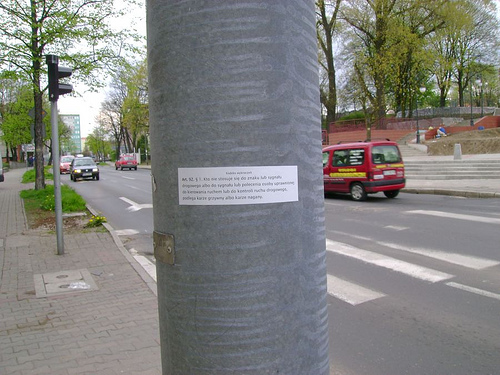 Art. 92. § 1. Kto nie stosuje się do znaku lub sygnału
drogowego albo do sygnału lub polecenia osoby uprawnionej
do kierowania ruchem lub do kontroli ruchu drogowego,
podlega karze grzywny albo karze nagany.